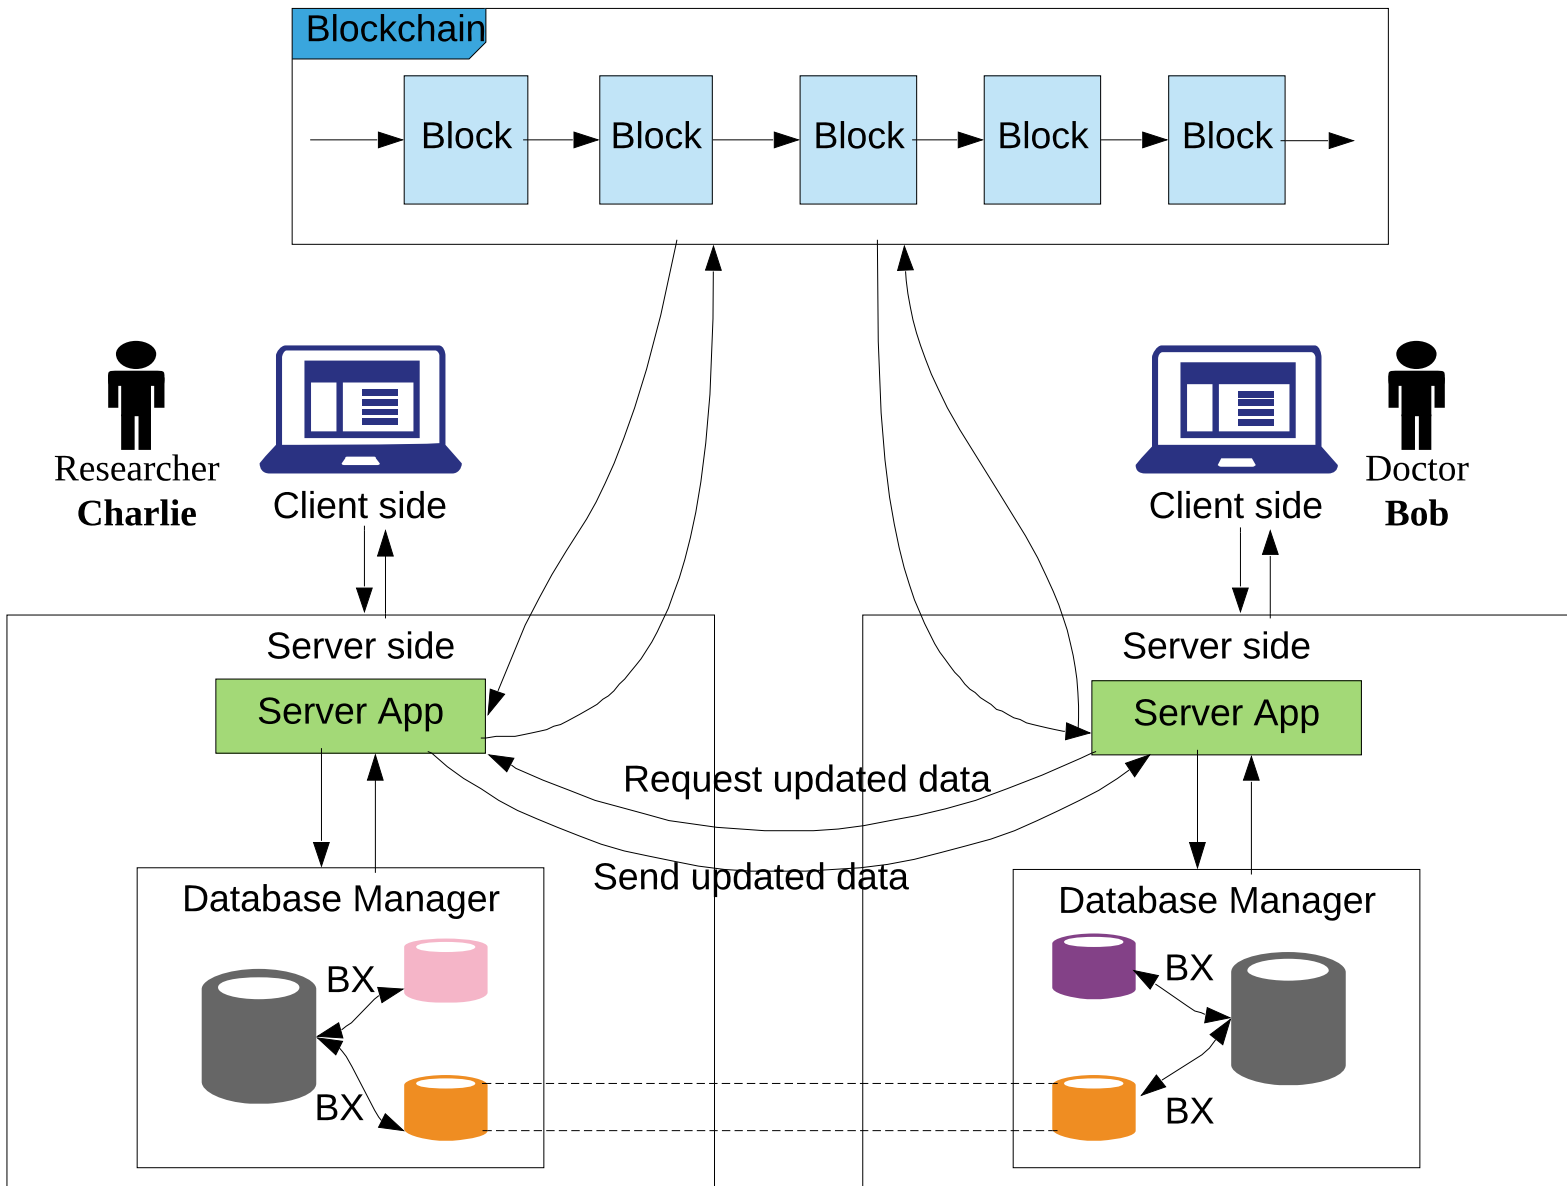 Blockchain
Block Block Block Block Block
Researcher
Charlie
Client side
Client side
Doctor
Bob
Server side
Server side
Server App
Server App
Request updated data
Send updated data
Database Manager
Database Manager
BX
BX
BX
BX